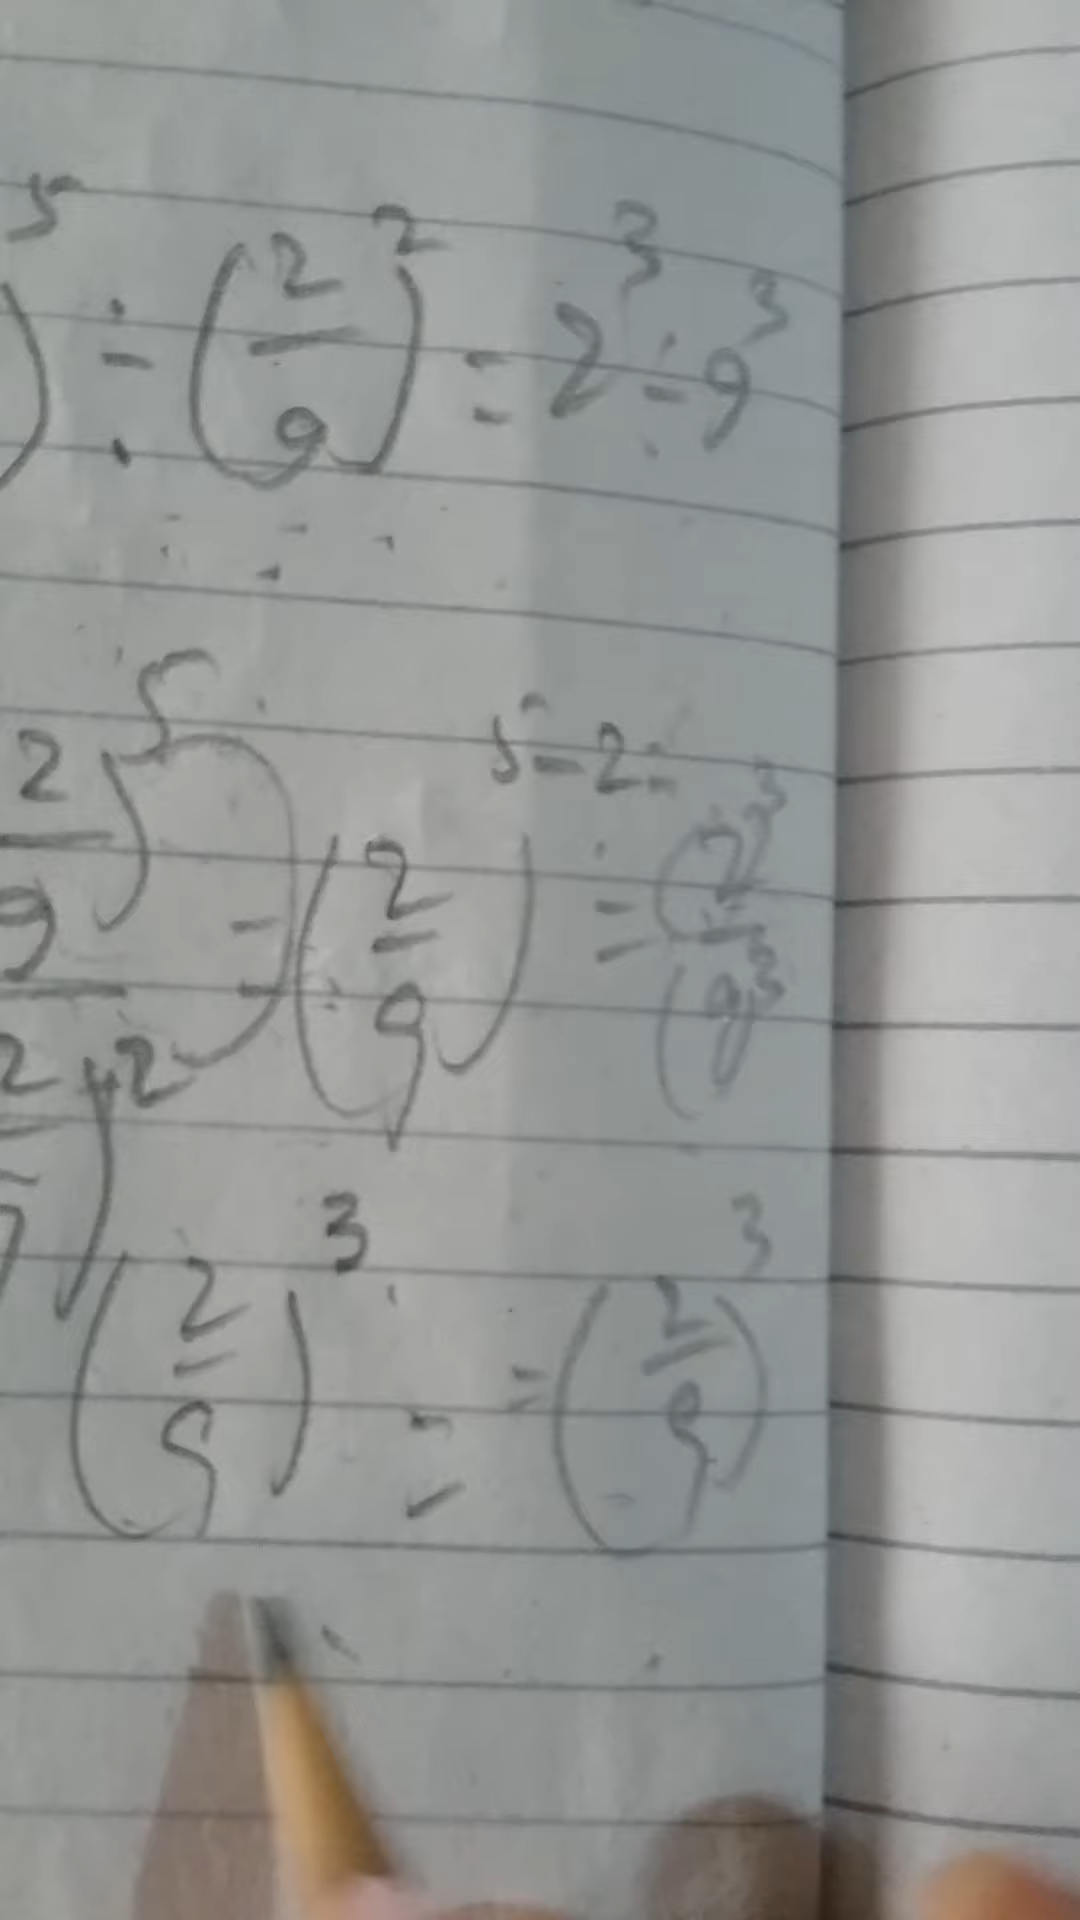 )⁵ ÷ (2/9)² = 2³ ÷ 9³
2/9)⁵ / 2 )² = (2/9)⁵⁻² = (2³ / (9³
(2/9)³ = = (2/9)³